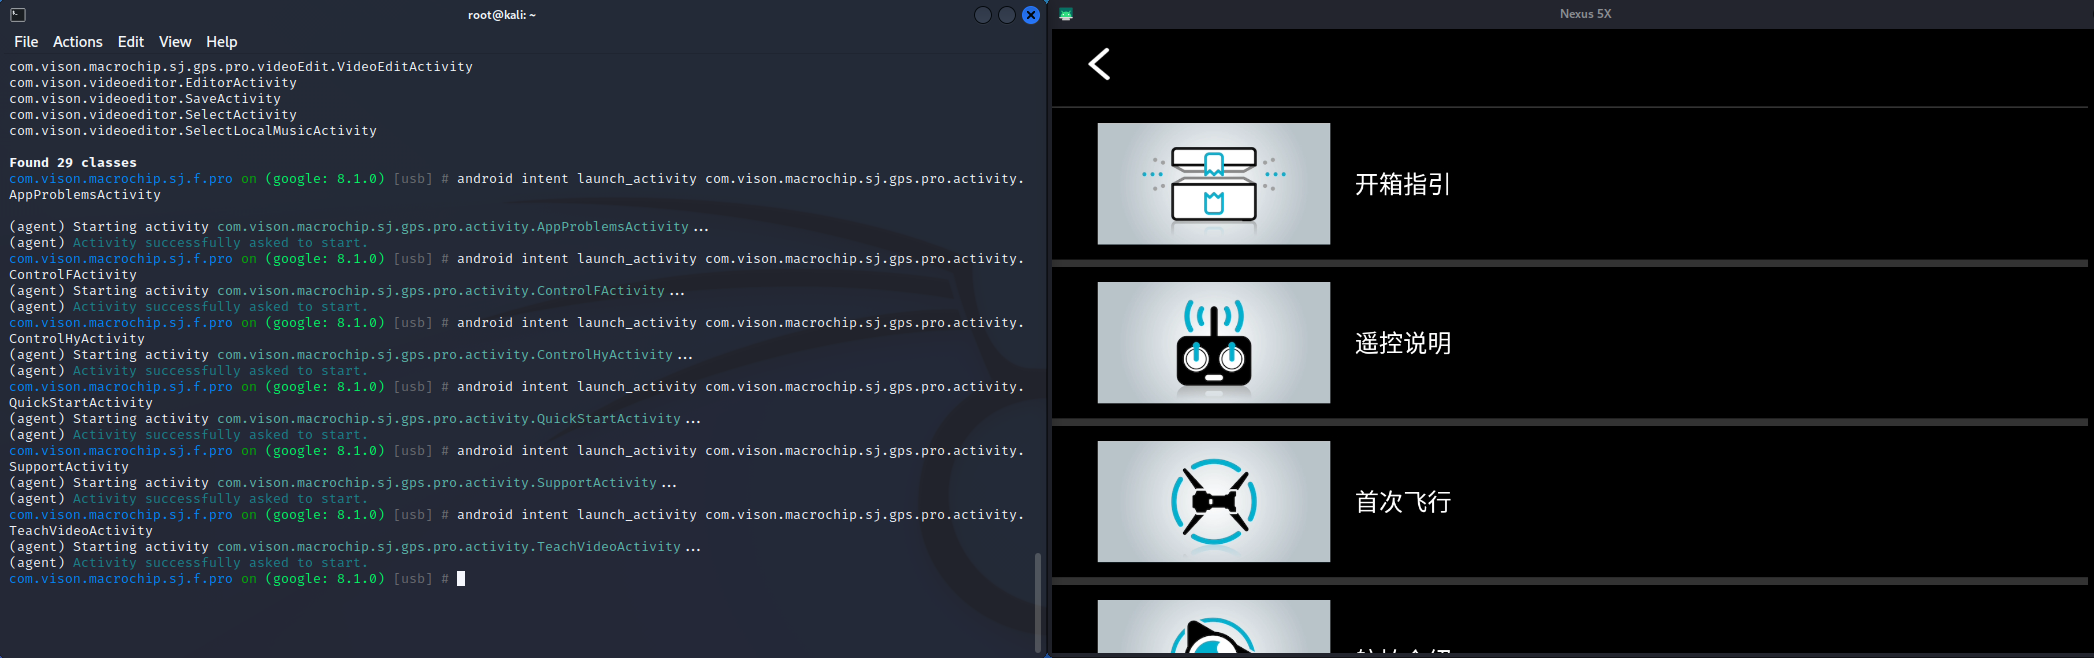 root@kali: ~
File Actions Edit View Help
com.vison.macrochip.sj.gps.pro.videoEdit.VideoEditActivity
com.vison.videoeditor.EditorActivity
com.vison.videoeditor.SaveActivity
com.vison.videoeditor.SelectActivity
com.vison.videoeditor.SelectLocalMusicActivity
Found 29 classes
com.vison.macrochip.sj.f.pro on (google: 8.1.0) [usb] # android intent launch_activity com.vison.macrochip.sj.gps.pro.activity.
AppProblemsActivity
(agent) Starting activity com.vison.macrochip.sj.gps.pro.activity.AppProblemsActivity...
(agent) Activity successfully asked to start.
com.vison.macrochip.sj.f.pro on (google: 8.1.0) [usb] # android intent launch_activity com.vison.macrochip.sj.gps.pro.activity.
ControlFActivity
(agent) Starting activity com.vison.macrochip.sj.gps.pro.activity.ControlFActivity...
(agent) Activity successfully asked to start.
com.vison.macrochip.sj.f.pro on (google: 8.1.0) [usb] # android intent launch_activity com.vison.macrochip.sj.gps.pro.activity.
ControlHyActivity
(agent) Starting activity com.vison.macrochip.sj.gps.pro.activity.ControlHyActivity...
(agent) Activity successfully asked to start.
com.vison.macrochip.sj.f.pro on (google: 8.1.0) [usb] # android intent launch_activity com.vison.macrochip.sj.gps.pro.activity.
QuickStartActivity
(agent) Starting activity com.vison.macrochip.sj.gps.pro.activity.QuickStartActivity...
(agent) Activity successfully asked to start.
com.vison.macrochip.sj.f.pro on (google: 8.1.0) [usb] # android intent launch_activity com.vison.macrochip.sj.gps.pro.activity.
SupportActivity
(agent) Starting activity com.vison.macrochip.sj.gps.pro.activity.SupportActivity...
(agent) Activity successfully asked to start.
com.vison.macrochip.sj.f.pro on (google: 8.1.0) [usb] # android intent launch_activity com.vison.macrochip.sj.gps.pro.activity.
TeachVideoActivity
(agent) Starting activity com.vison.macrochip.sj.gps.pro.activity.TeachVideoActivity...
(agent) Activity successfully asked to start.
com.vison.macrochip.sj.f.pro on (google: 8.1.0) [usb] #
Nexus 5X
开箱指引
遥控说明
首次飞行